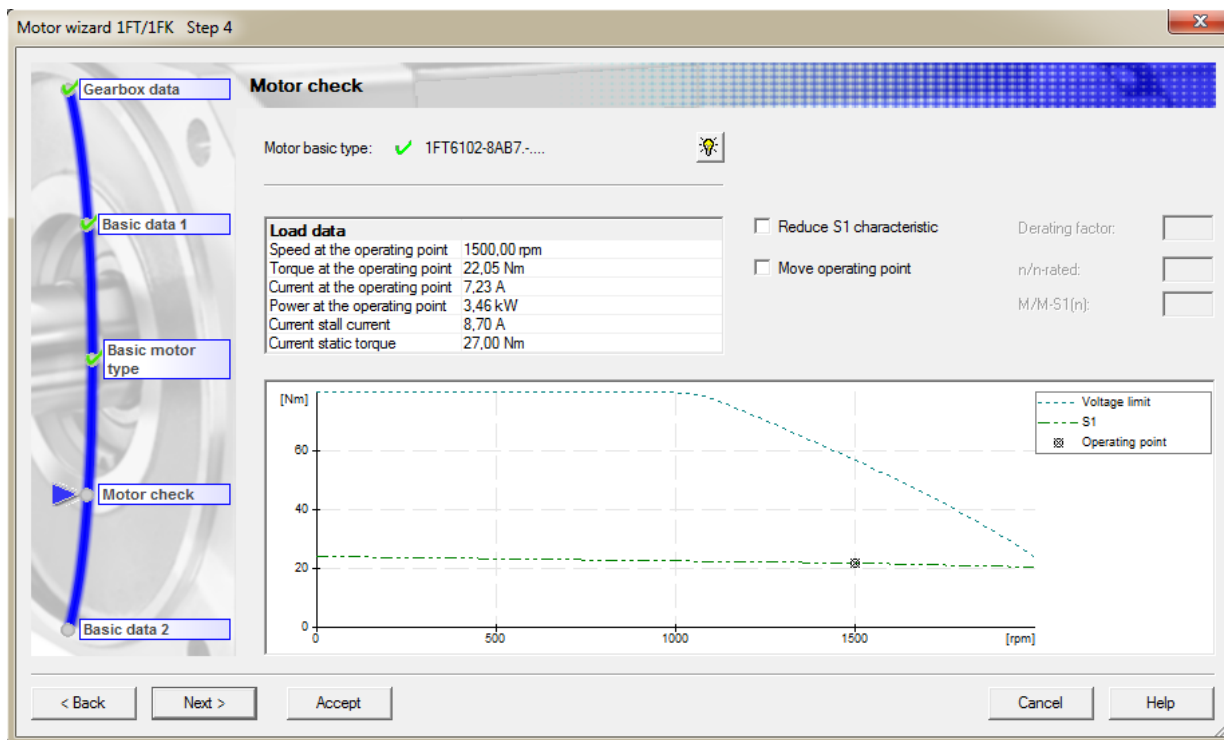 Motor wizard 1FT/1FK Step 4
Gearbox data
Basic data 1
Basic motor
type
Motor check
Basic data 2
Motor check
Motor basic type: 1FT6102-8AB7.-....
Load data
Speed at the operating point 1500,00 rpm
Torque at the operating point 22,05 Nm
Current at the operating point 7,23 A
Power at the operating point 3,46 kW
Current stall current 8,70 A
Current static torque 27,00 Nm
Reduce S1 characteristic
Move operating point
Derating factor:
n/n-rated:
M/M-S1(n):
[Nm]
60
40
20
0
0 500 1000 1500 [rpm]
Voltage limit
S1
Operating point
< Back Next > Accept Cancel Help